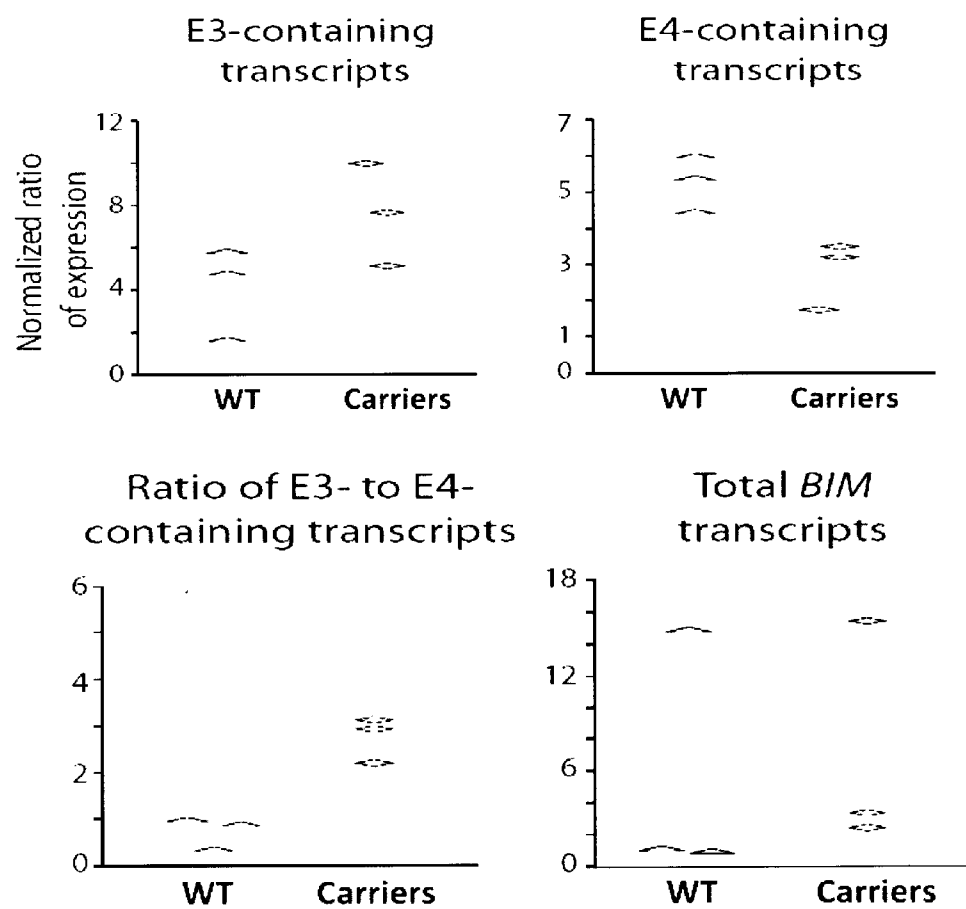 E3-containing
transcripts
E4-containing
transcripts
Normalized ratio
of expression
12
8
4
0
WT
Carriers
7
5
3
1
0
WT
Carriers
Ratio of E3- to E4-
containing transcripts
Total BIM
transcripts
6
4
2
0
WT
Carriers
18
12
6
0
WT
Carriers